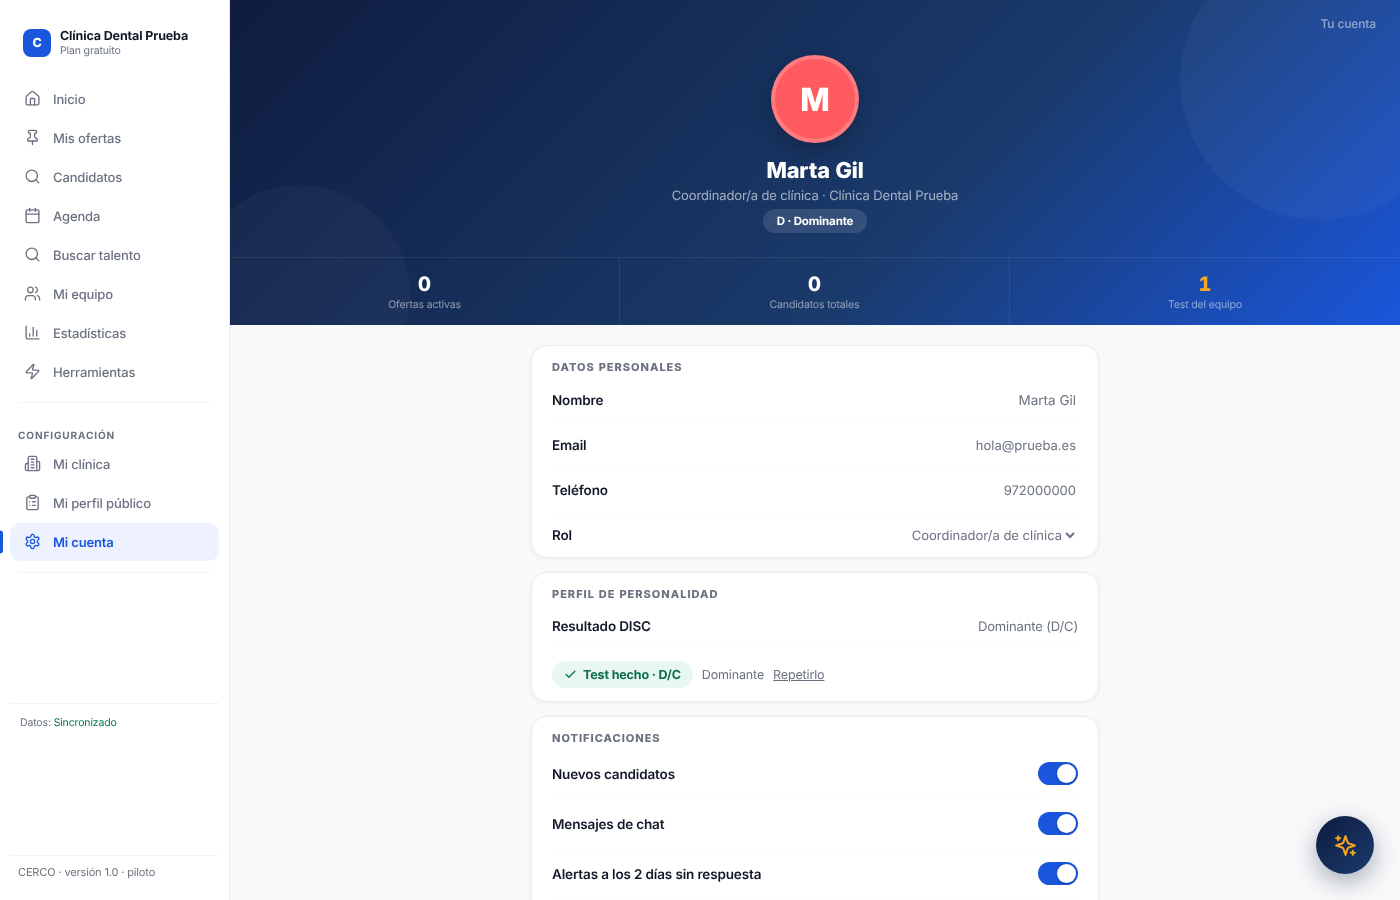 C
Clínica Dental Prueba
Plan gratuito
Inicio
Mis ofertas
Candidatos
Agenda
Buscar talento
Mi equipo
Estadísticas
Herramientas
CONFIGURACIÓN
Mi clínica
Mi perfil público
Mi cuenta
Datos: Sincronizado
CERCO · versión 1.0 · piloto
Tu cuenta
M
Marta Gil
Coordinador/a de clínica · Clínica Dental Prueba
D · Dominante
0
Ofertas activas
0
Candidatos totales
1
Test del equipo
DATOS PERSONALES
Nombre Marta Gil
Email hola@prueba.es
Teléfono 972000000
Rol Coordinador/a de clínica
PERFIL DE PERSONALIDAD
Resultado DISC Dominante (D/C)
Test hecho · D/C Dominante Repetirlo
NOTIFICACIONES
Nuevos candidatos
Mensajes de chat
Alertas a los 2 días sin respuesta